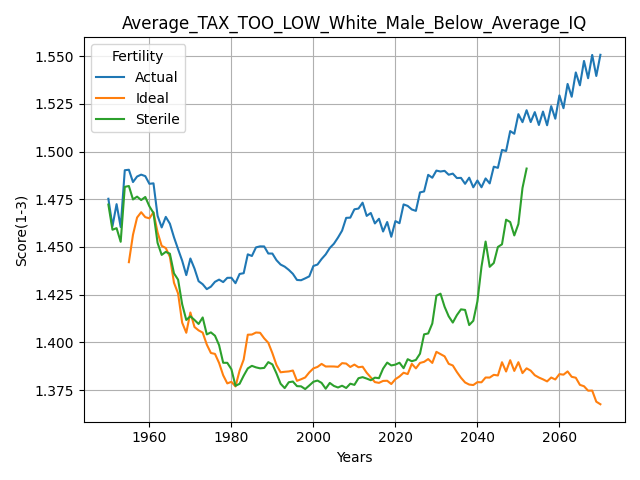 Average_TAX_TOO_LOW_White_Male_Below_Average_IQ
Fertility
Actual
Ideal
Sterile
Score(1-3)
1.550
1.525
1.500
1.475
1.450
1.425
1.400
1.375
1960 1980 2000 2020 2040 2060
Years